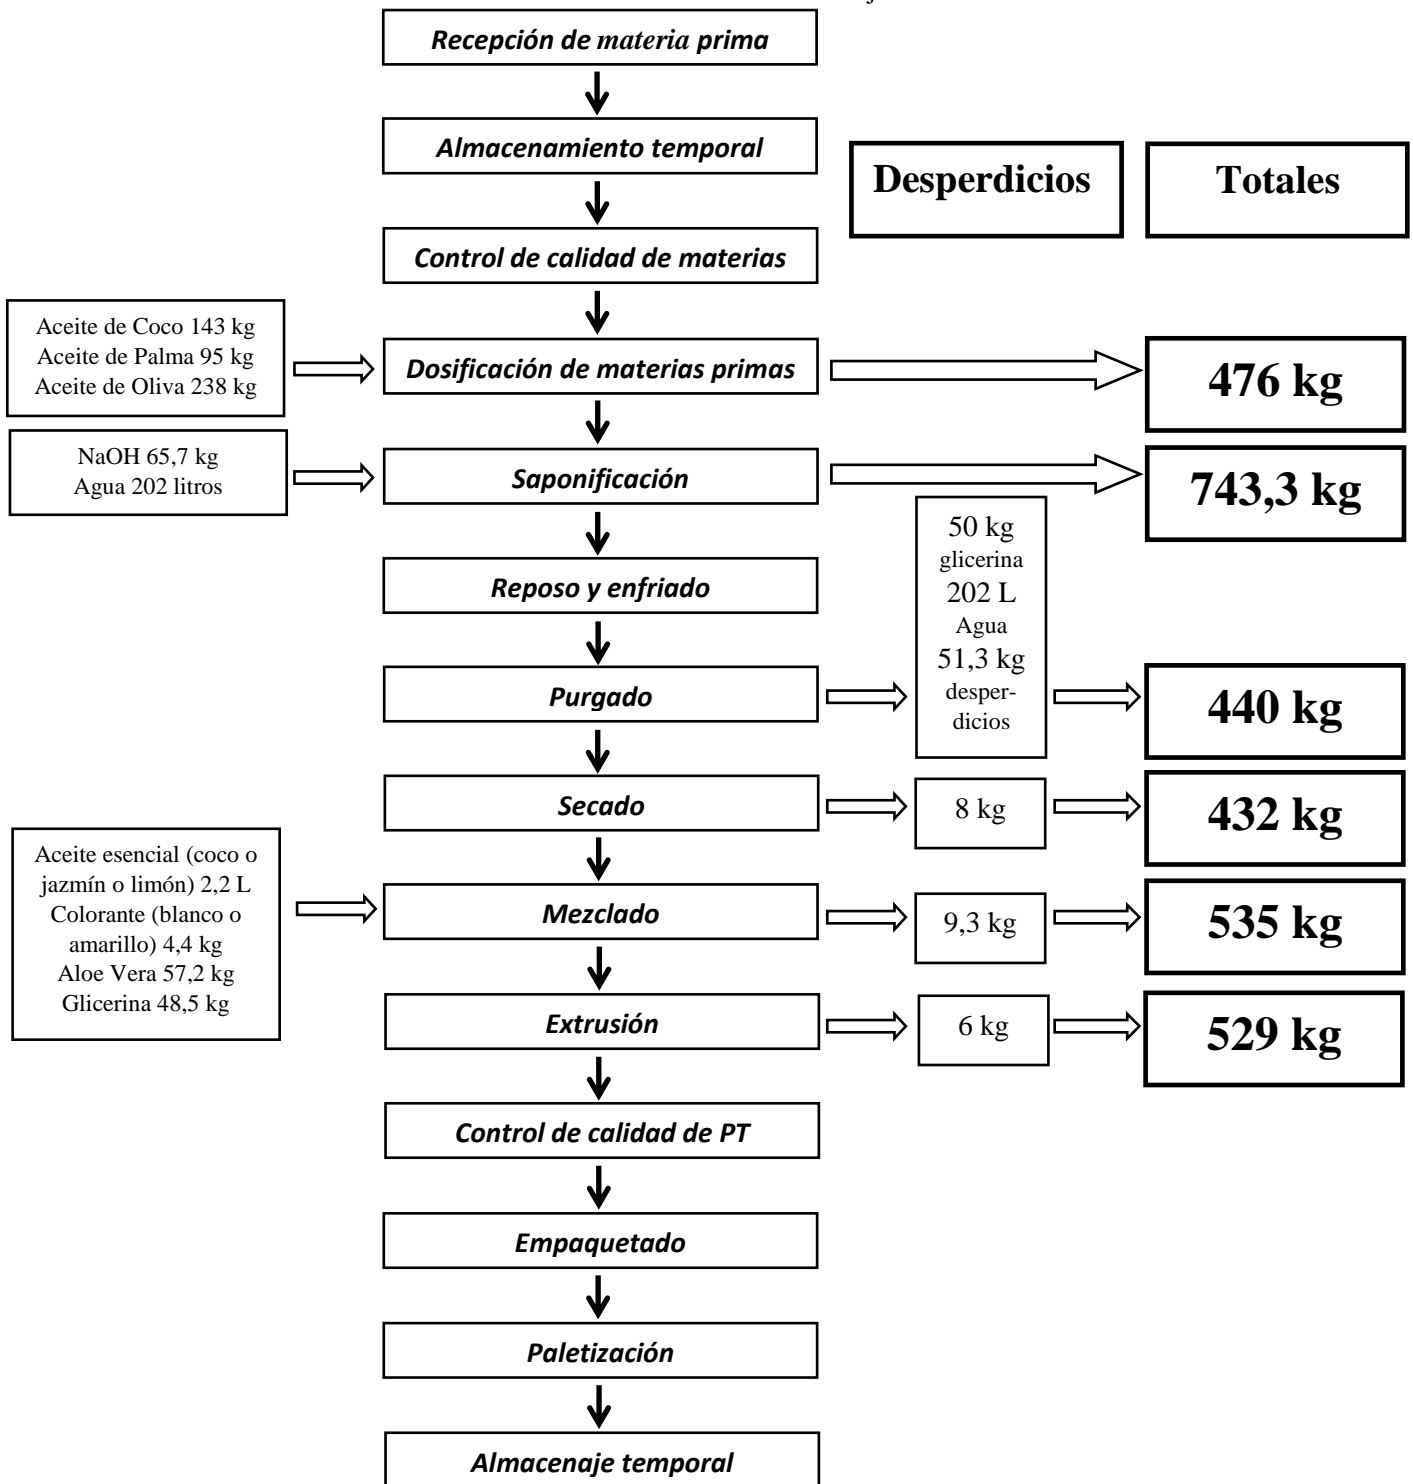 Recepción de materia prima
Almacenamiento temporal
Desperdicios
Totales
Control de calidad de materias
Aceite de Coco 143 kg
Aceite de Palma 95 kg
Aceite de Oliva 238 kg
Dosificación de materias primas
476 kg
NaOH 65,7 kg
Agua 202 litros
Saponificación
743,3 kg
Reposo y enfriado
50 kg
glicerina
202 L
Agua
51,3 kg
desper-
dicios
Purgado
440 kg
Secado
8 kg
432 kg
Aceite esencial (coco o
jazmín o limón) 2,2 L
Colorante (blanco o
amarillo) 4,4 kg
Aloe Vera 57,2 kg
Glicerina 48,5 kg
Mezclado
9,3 kg
535 kg
Extrusión
6 kg
529 kg
Control de calidad de PT
Empaquetado
Paletización
Almacenaje temporal